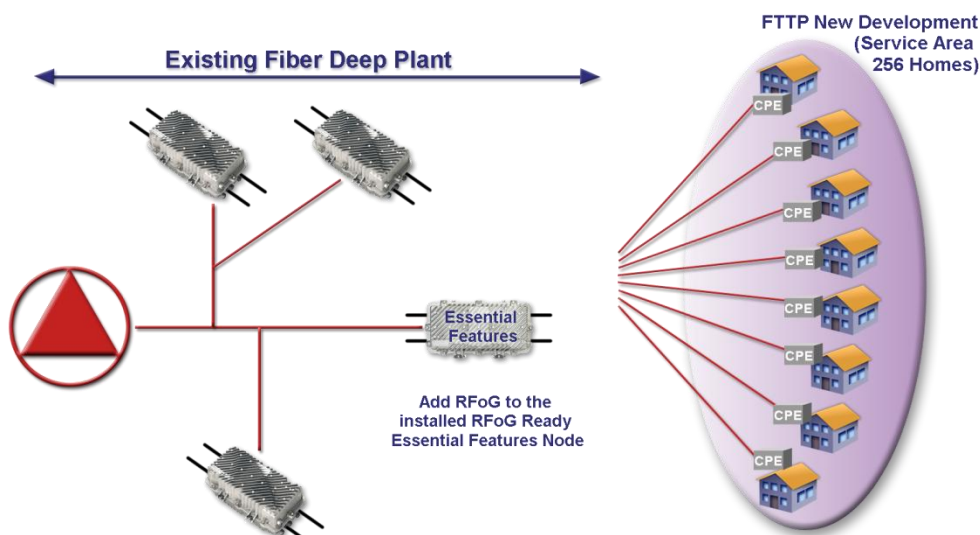 FTTP New Development
(Service Area
256 Homes)
Existing Fiber Deep Plant
CPE
CPE
CPE
CPE
CPE
CPE
CPE
CPE
Essential
Features
Add RFoG to the
installed RFoG Ready
Essential Features Node